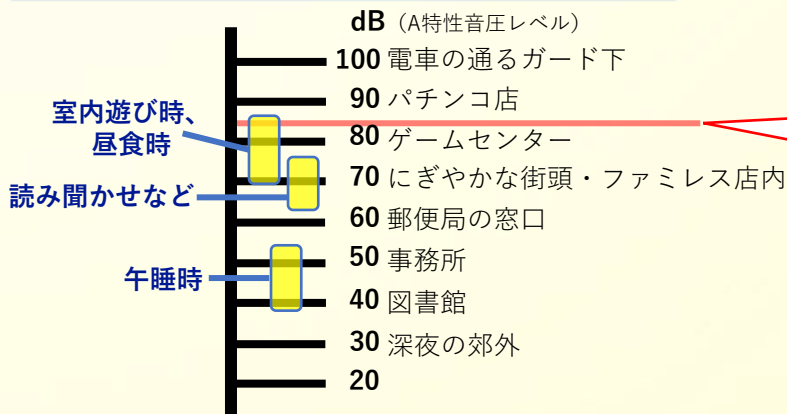 dB（A特性音圧レベル）
100 電車の通るガード下
90 パチンコ店
80 ゲームセンター
70 にぎやかな街頭・ファミレス店内
60 郵便局の窓口
50 事務所
40 図書館
30 深夜の郊外
20
室内遊び時、
昼食時
読み聞かせなど
午睡時